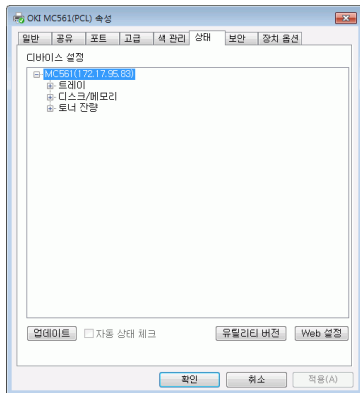 OKI MC561(PCL) 속성
일반 공유 포트 고급 색 관리 상태 보안 장치 옵션
디바이스 설정
MC561(172.17.95.83)
트레이
디스크/메모리
토너 잔량
업데이트 자동 상태 체크 유틸리티 버전 Web 설정
확인 취소 적용(A)